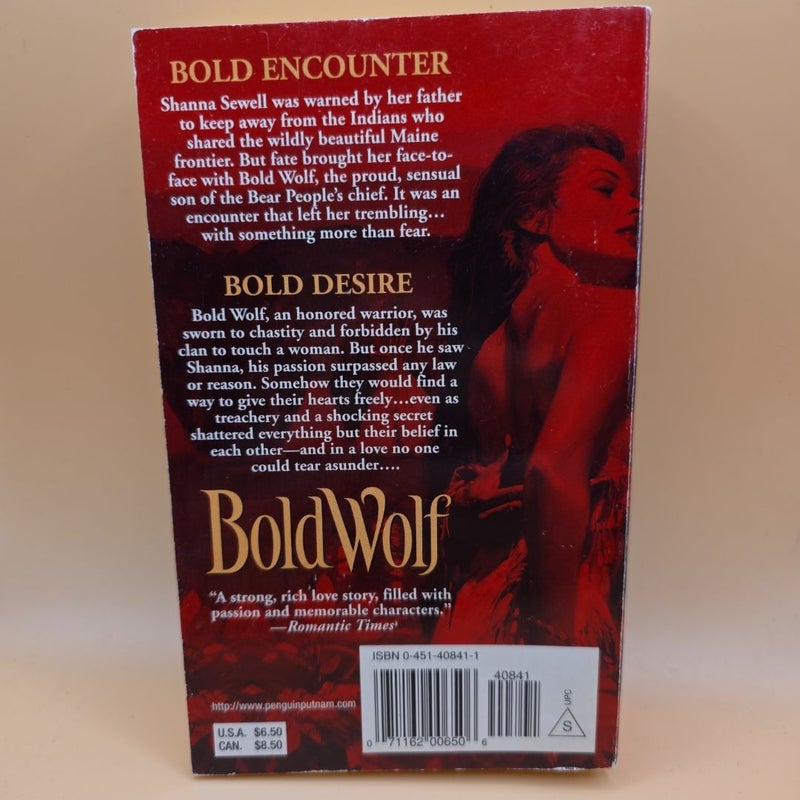 BOLD ENCOUNTER
Shanna Sewell was warned by her father
to keep away from the Indians who
shared the wildly beautiful Maine
frontier. But fate brought her face-to-
face with Bold Wolf, the proud, sensual
son of the Bear People's chief. It was an
encounter that left her trembling...
with something more than fear.
BOLD DESIRE
Bold Wolf, an honored warrior, was
sworn to chastity and forbidden by his
clan to touch a woman. But once he saw
Shanna, his passion surpassed any law
or reason. Somehow they would find a
way to give their hearts freely...even as
treachery and a shocking secret
shattered everything but their belief in
each other—and in a love no one
could tear asunder....
Bold Wolf
"A strong, rich love story, filled with
passion and memorable characters."
—Romantic Times
ISBN 0-451-40841-1
40841
UPC
S
http://www.penguinputnam.com
U.S.A. $6.50
CAN. $8.50
0 71162 00650 6